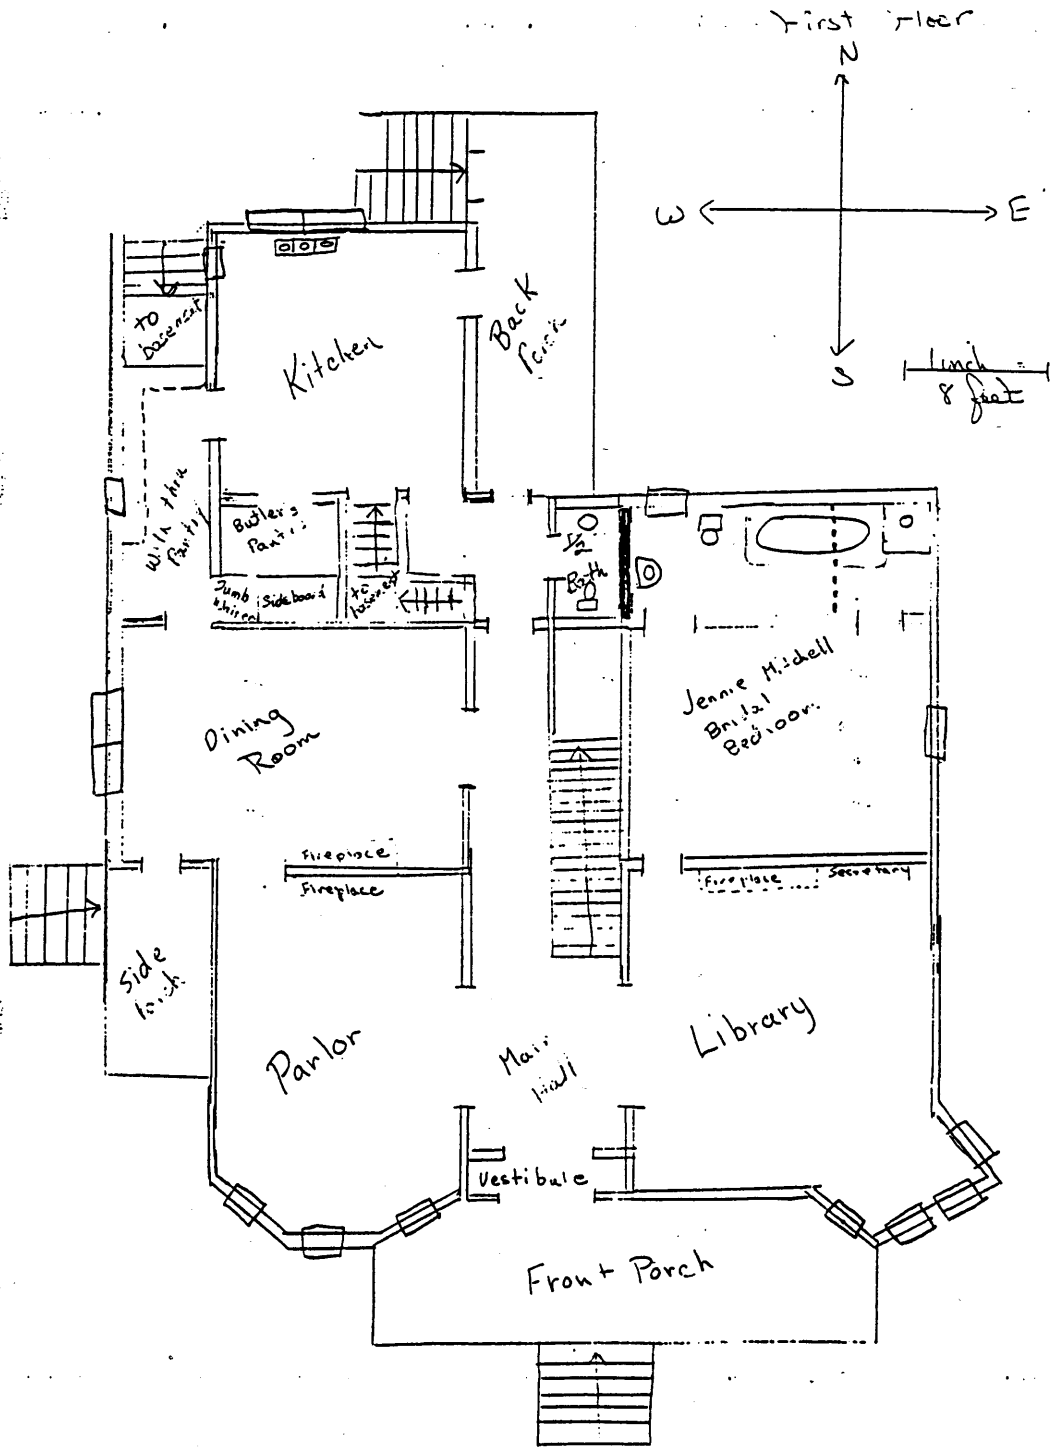 First Floor
N
W E
S
1 inch =
8 feet
to
basement
Kitchen
Back
Porch
Walk thru
Pantry
Butler's
Pantry
1/2
Bath
Dumb
Waiter
Sideboard
to
basement
Dining
Room
Jennie Mitchell
Bridal
Bedroom
Fireplace
Fireplace
Fireplace
Secretary
Side
Porch
Parlor
Main
Hall
Library
Vestibule
Front Porch